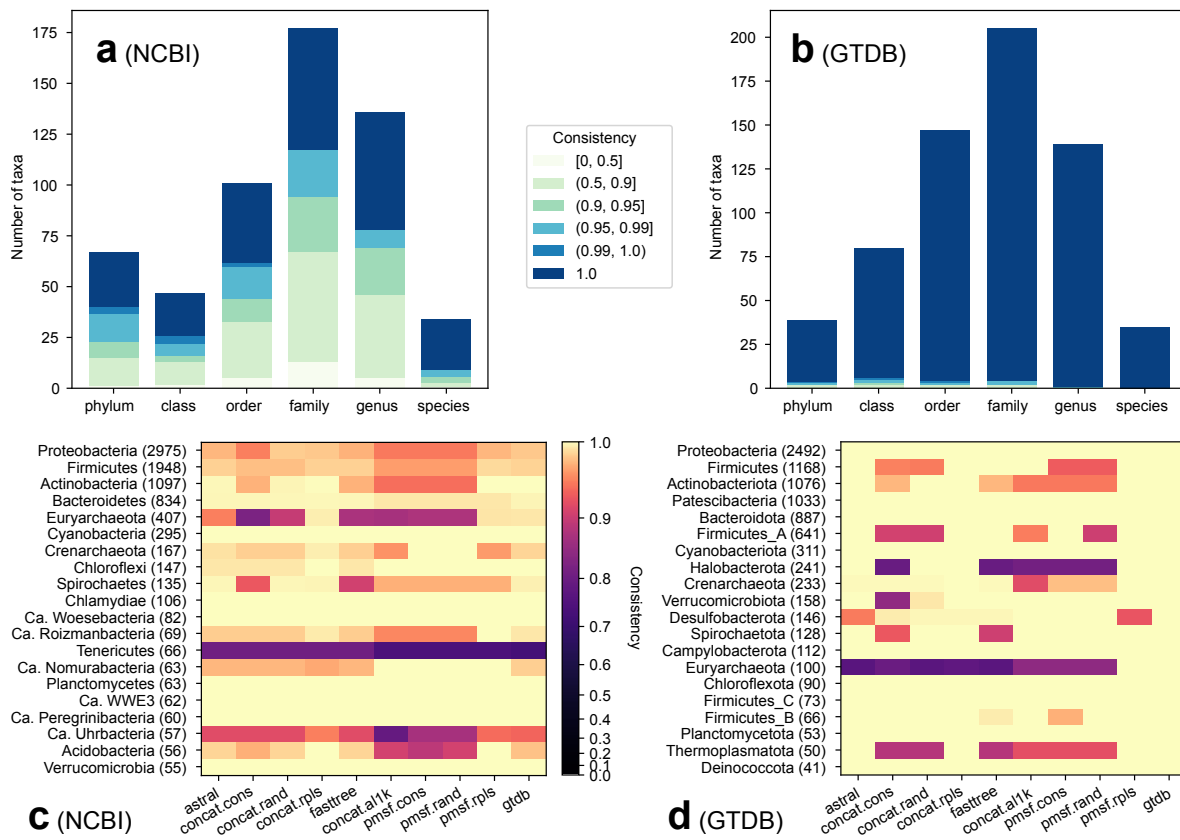 a (NCBI)
Number of taxa
175
150
125
100
75
50
25
0
phylum class order family genus species
Consistency
[0, 0.5]
(0.5, 0.9]
(0.9, 0.95]
(0.95, 0.99]
(0.99, 1.0)
1.0
b (GTDB)
Number of taxa
200
175
150
125
100
75
50
25
0
phylum class order family genus species
Proteobacteria (2975)
Firmicutes (1948)
Actinobacteria (1097)
Bacteroidetes (834)
Euryarchaeota (407)
Cyanobacteria (295)
Crenarchaeota (167)
Chloroflexi (147)
Spirochaetes (135)
Chlamydiae (106)
Ca. Woesebacteria (82)
Ca. Roizmanbacteria (69)
Tenericutes (66)
Ca. Nomurabacteria (63)
Planctomycetes (63)
Ca. WWE3 (62)
Ca. Peregrinibacteria (60)
Ca. Uhrbacteria (57)
Acidobacteria (56)
Verrucomicrobia (55)
astral concat.cons concat.rand concat.rpls fasttree concat.al1k pmsf.cons pmsf.rand pmsf.rpls gtdb
c (NCBI)
1.0
0.9
0.8
0.7
0.6
0.5
0.4
0.3
0.2
0.1
0.0
Consistency
Proteobacteria (2492)
Firmicutes (1168)
Actinobacteriota (1076)
Patescibacteria (1033)
Bacteroidota (887)
Firmicutes_A (641)
Cyanobacteriota (311)
Halobacterota (241)
Crenarchaeota (233)
Verrucomicrobiota (158)
Desulfobacterota (146)
Spirochaetota (128)
Campylobacterota (112)
Euryarchaeota (100)
Chloroflexota (90)
Firmicutes_C (73)
Firmicutes_B (66)
Planctomycetota (53)
Thermoplasmatota (50)
Deinococcota (41)
astral concat.cons concat.rand concat.rpls fasttree concat.al1k pmsf.cons pmsf.rand pmsf.rpls gtdb
d (GTDB)